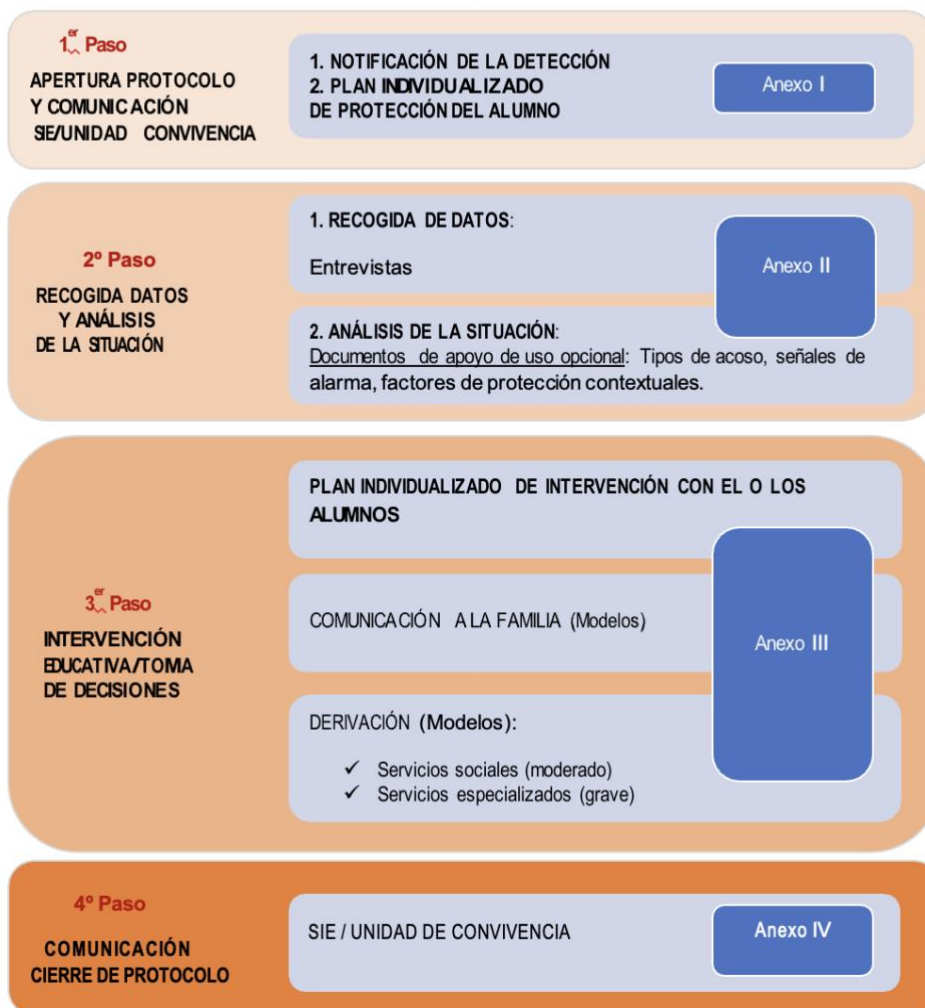 1.er Paso
APERTURA PROTOCOLO
Y COMUNICACIÓN
SIE/UNIDAD CONVIVENCIA
1. NOTIFICACIÓN DE LA DETECCIÓN
2. PLAN INDIVIDUALIZADO
DE PROTECCIÓN DEL ALUMNO
Anexo I
2º Paso
RECOGIDA DATOS
Y ANÁLISIS
DE LA SITUACIÓN
1. RECOGIDA DE DATOS:
Entrevistas
Anexo II
2. ANÁLISIS DE LA SITUACIÓN:
Documentos de apoyo de uso opcional: Tipos de acoso, señales de
alarma, factores de protección contextuales.
3.er Paso
INTERVENCIÓN
EDUCATIVA/TOMA
DE DECISIONES
PLAN INDIVIDUALIZADO DE INTERVENCIÓN CON EL O LOS
ALUMNOS
COMUNICACIÓN A LA FAMILIA (Modelos)
Anexo III
DERIVACIÓN (Modelos):
✓ Servicios sociales (moderado)
✓ Servicios especializados (grave)
4º Paso
COMUNICACIÓN
CIERRE DE PROTOCOLO
SIE / UNIDAD DE CONVIVENCIA
Anexo IV